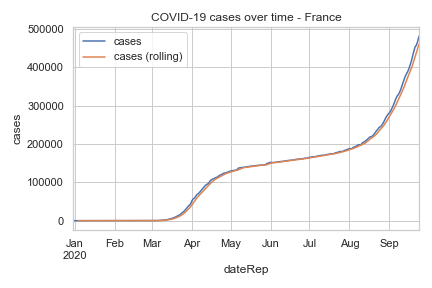 COVID-19 cases over time - France
500000
400000
300000
200000
100000
0
cases
cases
cases (rolling)
Jan Feb Mar Apr May Jun Jul Aug Sep
2020
dateRep